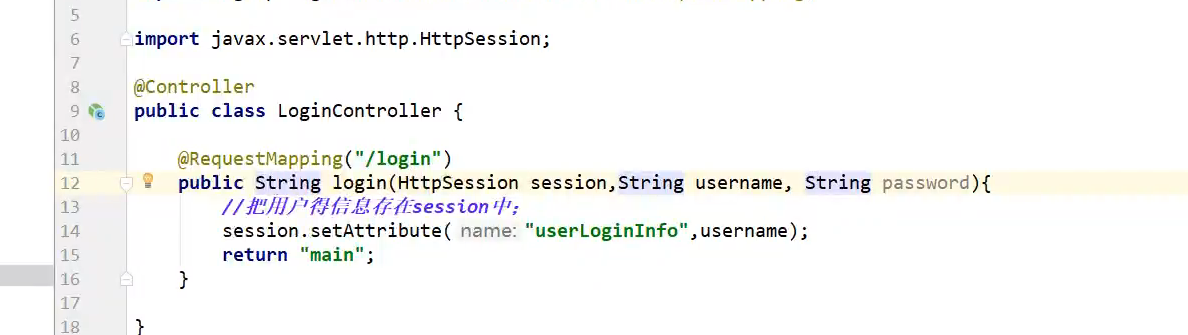 5
6 import javax.servlet.http.HttpSession;
7
8 @Controller
9 public class LoginController {
10
11 @RequestMapping("/login")
12 public String login(HttpSession session,String username, String password){
13 //把用户得信息存在session中;
14 session.setAttribute( name: "userLoginInfo",username);
15 return "main";
16 }
17
18 }